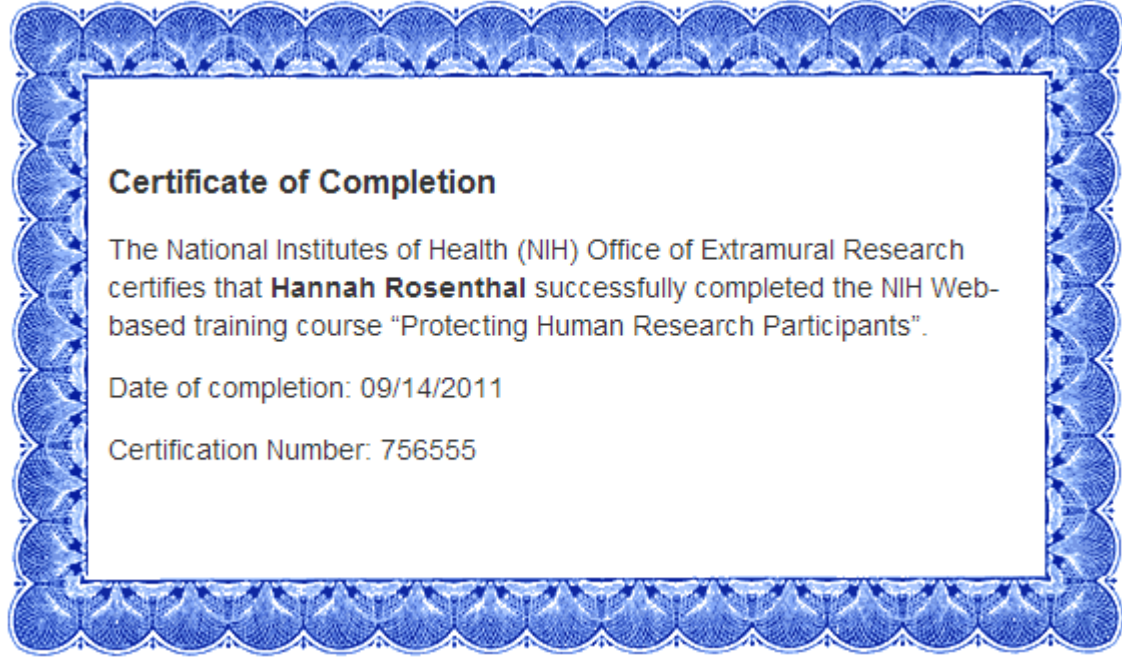 Certificate of Completion
The National Institutes of Health (NIH) Office of Extramural Research
certifies that Hannah Rosenthal successfully completed the NIH Web-
based training course “Protecting Human Research Participants”.
Date of completion: 09/14/2011
Certification Number: 756555